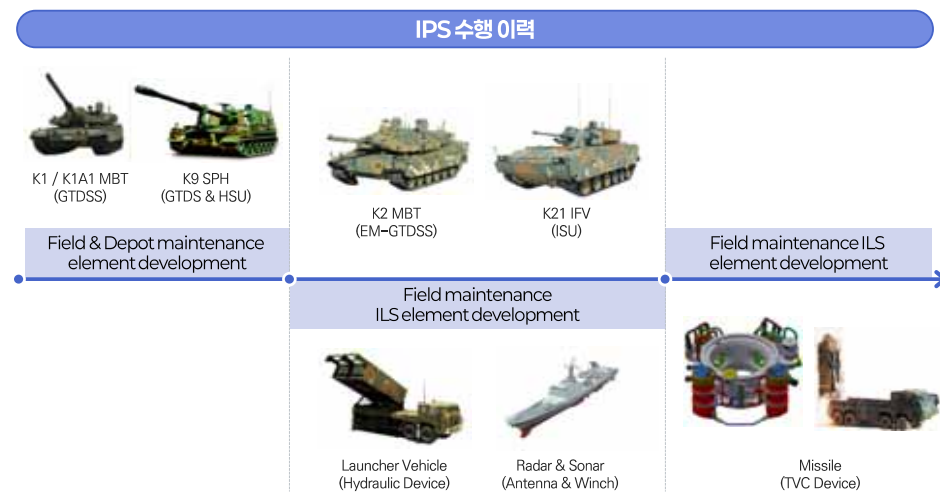 IPS 수행 이력
K1 / K1A1 MBT
(GTDSS)
K9 SPH
(GTDS & HSU)
K2 MBT
(EM-GTDSS)
K21 IFV
(ISU)
Field & Depot maintenance
element development
Field maintenance ILS
element development
Field maintenance
ILS element development
Launcher Vehicle
(Hydraulic Device)
Radar & Sonar
(Antenna & Winch)
Missile
(TVC Device)